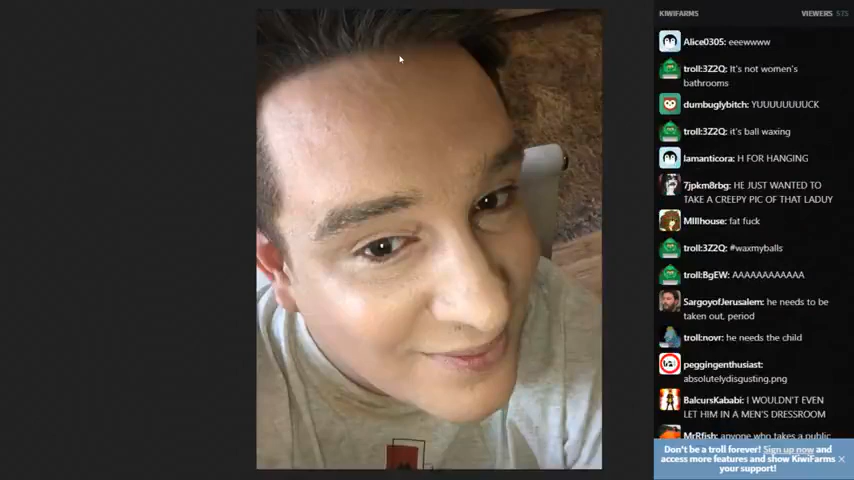 KIWIFARMS
VIEWERS 575
Alice0305: eeewwww
troll:3Z2Q: It's not women's
bathrooms
dumbuglybitch: YUUUUUUUUCK
troll:3Z2Q: it's ball waxing
lamanticora: H FOR HANGING
7jpkm8rbg: HE JUST WANTED TO
TAKE A CREEPY PIC OF THAT LADUY
Millhouse: fat fuck
troll:3Z2Q: #waxmyballs
troll:BgEW: AAAAAAAAAAAA
SargoyofJerusalem: he needs to be
taken out, period
troll:novr: he needs the child
peggingenthusiast:
absolutelydisgusting.png
BalcursKababi: I WOULDN'T EVEN
LET HIM IN A MEN'S DRESSROOM
MrRfish: anyone who takes a public
Don't be a troll forever! Sign up now and
access more features and show KiwiFarms
your support!